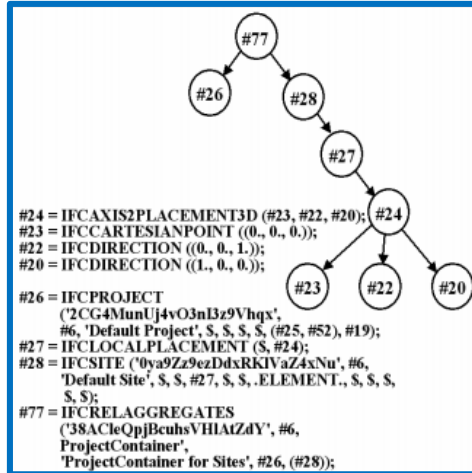 #77
#26
#28
#27
#24
#23
#22
#20
#24 = IFCAXIS2PLACEMENT3D (#23, #22, #20);
#23 = IFCCARTESIANPOINT ((0., 0., 0.));
#22 = IFCDIRECTION ((0., 0., 1.));
#20 = IFCDIRECTION ((1., 0., 0.));
#26 = IFCPROJECT
('2CG4MunUj4vO3nI3z9Vhqx',
#6, 'Default Project', $, $, $, $, (#25, #52), #19);
#27 = IFCLOCALPLACEMENT ($, #24);
#28 = IFCSITE ('0ya9Zz9ezDdxRKIVaZ4xNu', #6,
'Default Site', $, $, #27, $, $, .ELEMENT., $, $, $,
$, $);
#77 = IFCRELAGGREGATES
('38ACleQpjBcuhsVHlAtZdY', #6,
ProjectContainer',
'ProjectContainer for Sites', #26, (#28));